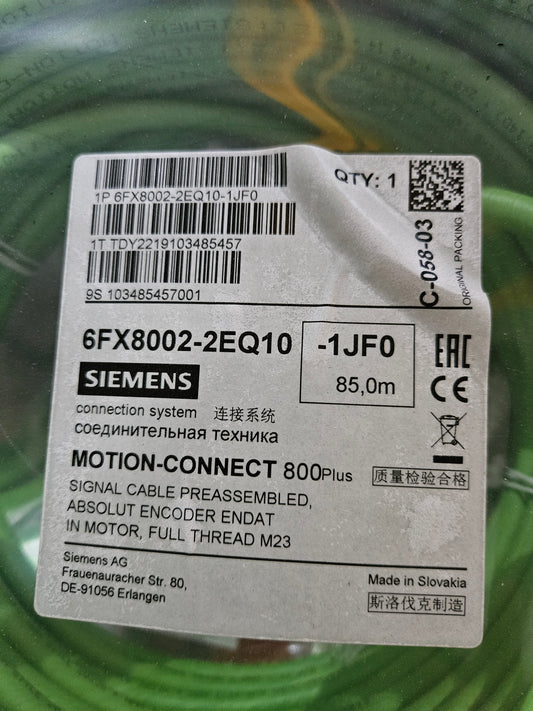 1P 6FX8002-2EQ10-1JF0
QTY: 1
1T TDY2219103485457
9S 103485457001
C-058-03
ORIGINAL PACKING
6FX8002-2EQ10
-1JF0
85,0m
EAC
CE
SIEMENS
connection system 连接系统
соединительная техника
MOTION-CONNECT 800Plus
质量检验合格
SIGNAL CABLE PREASSEMBLED,
ABSOLUT ENCODER ENDAT
IN MOTOR, FULL THREAD M23
Siemens AG
Frauenauracher Str. 80,
DE-91056 Erlangen
Made in Slovakia
斯洛伐克制造